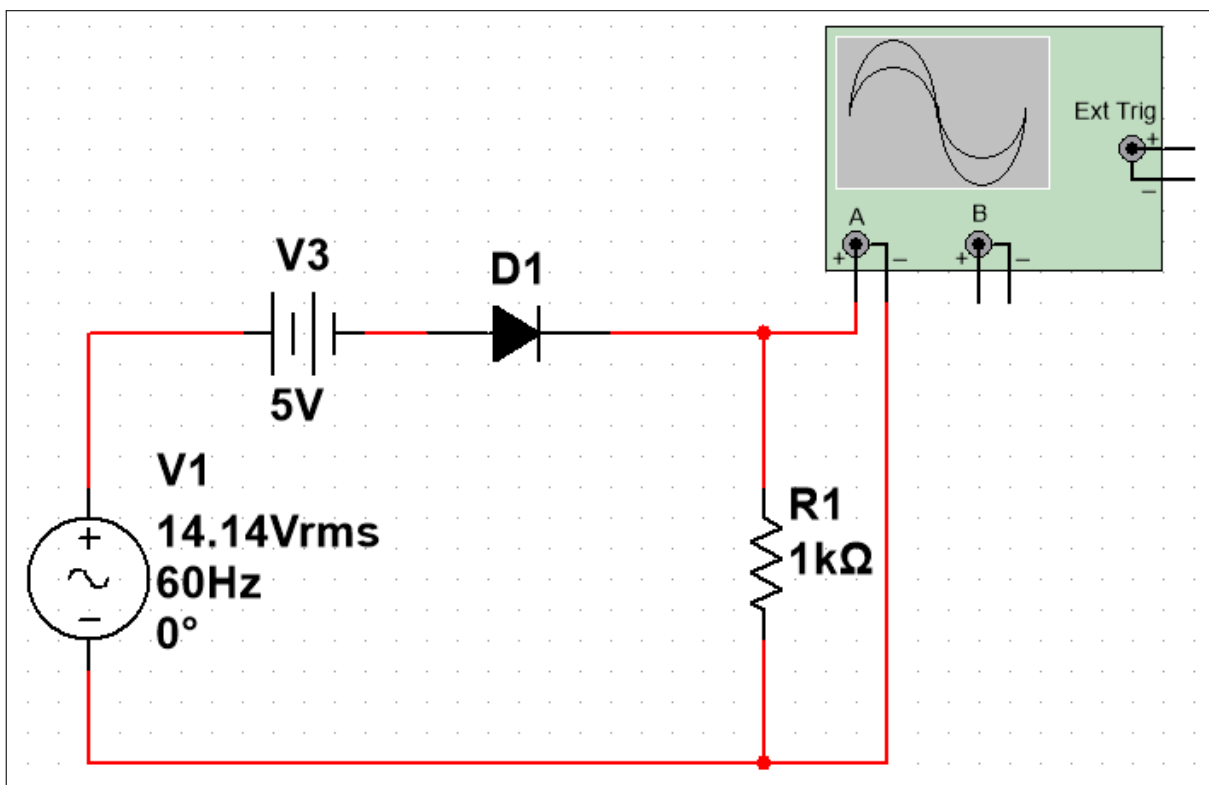 Ext Trig
+
–
A
B
+
–
+
–
V3
D1
5V
V1
+
14.14Vrms
60Hz
–
0°
R1
1kΩ